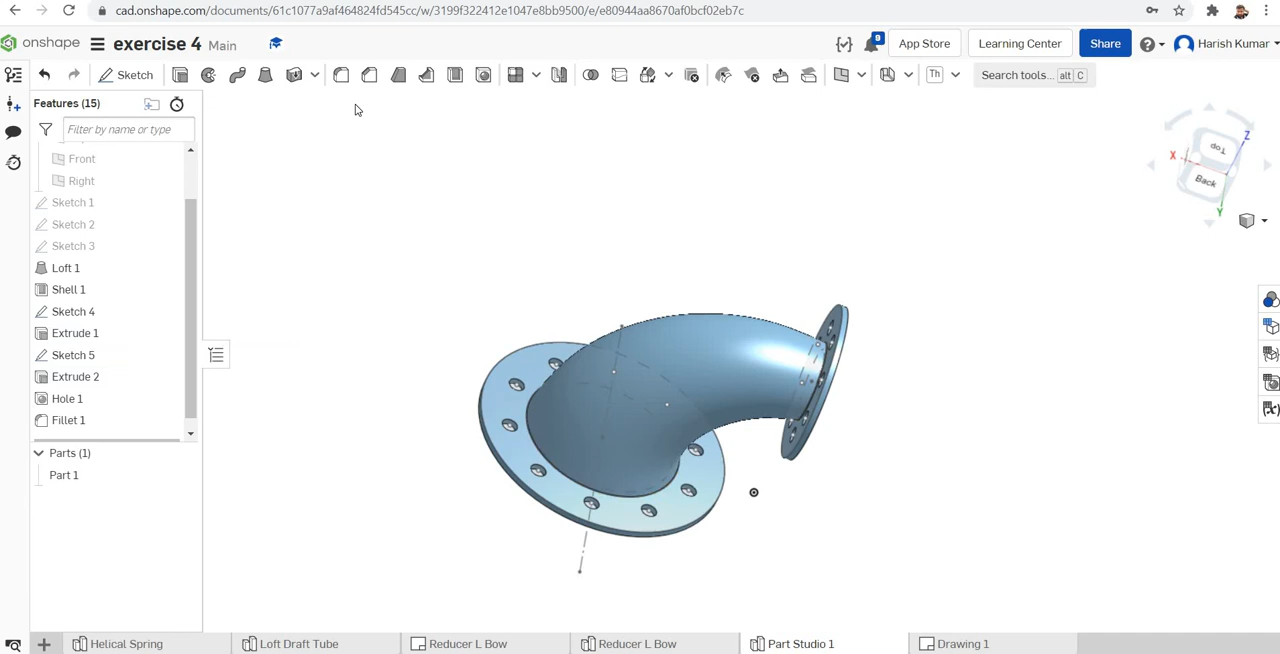 cad.onshape.com/documents/61c1077a9af464824fd545cc/w/3199f322412e1047e8bb9500/e/e80944aa8670af0bcf02eb7c
onshape exercise 4 Main 9 App Store Learning Center Share Harish Kumar
Sketch Th Search tools... alt C
Features (15)
Filter by name or type
Front
Right
Sketch 1
Sketch 2
Sketch 3
Loft 1
Shell 1
Sketch 4
Extrude 1
Sketch 5
Extrude 2
Hole 1
Fillet 1
Parts (1)
Part 1
Top
Back
X
Y
Z
Helical Spring Loft Draft Tube Reducer L Bow Reducer L Bow Part Studio 1 Drawing 1